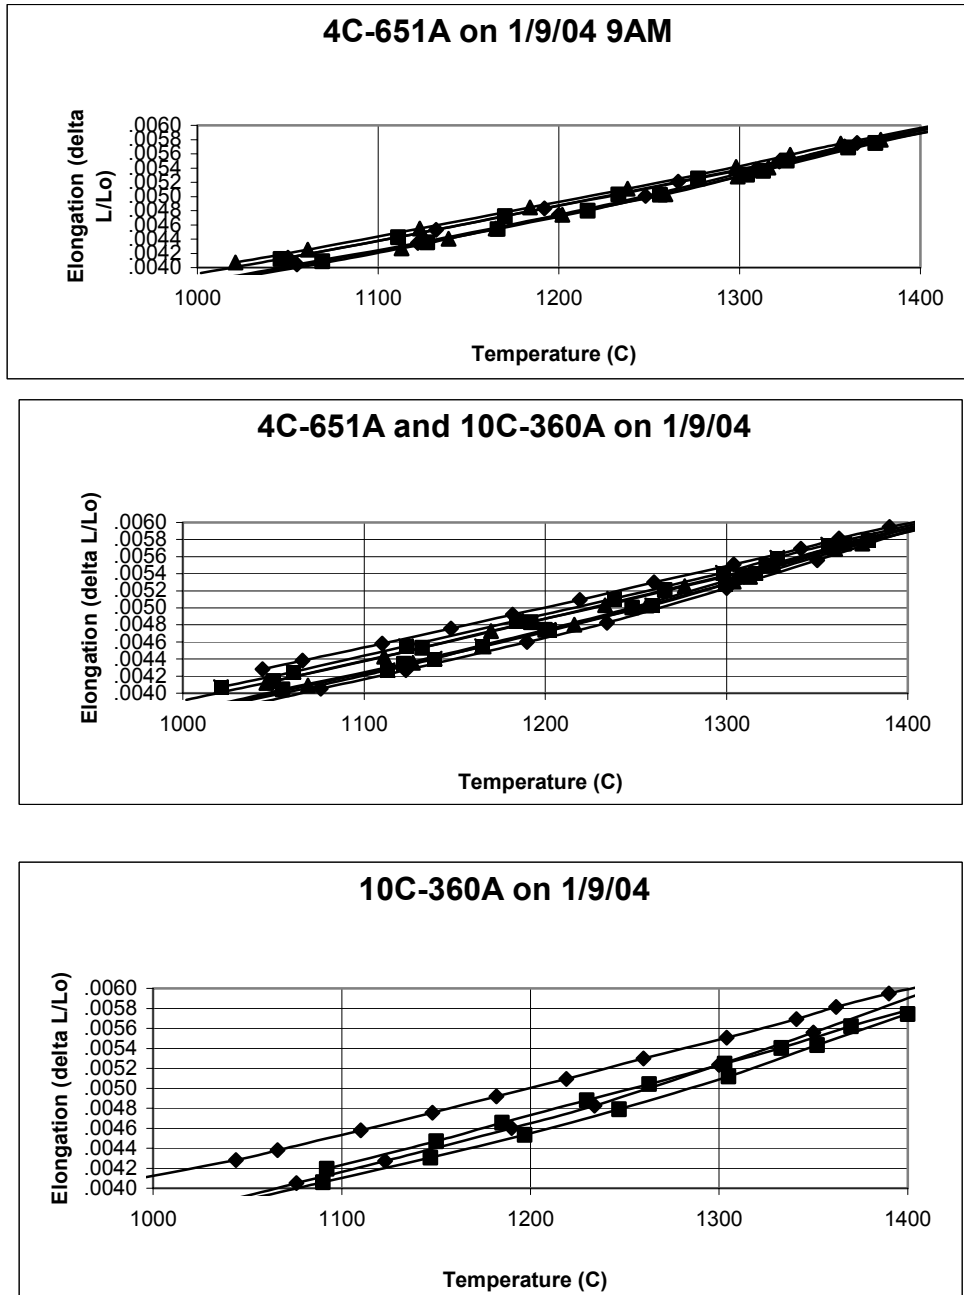 4C-651A on 1/9/04 9AM
Elongation (delta
L/Lo)
.0060
.0058
.0056
.0054
.0052
.0050
.0048
.0046
.0044
.0042
.0040
1000 1100 1200 1300 1400
Temperature (C)
4C-651A and 10C-360A on 1/9/04
Elongation (delta L/Lo)
.0060
.0058
.0056
.0054
.0052
.0050
.0048
.0046
.0044
.0042
.0040
1000 1100 1200 1300 1400
Temperature (C)
10C-360A on 1/9/04
Elongation (delta L/Lo)
.0060
.0058
.0056
.0054
.0052
.0050
.0048
.0046
.0044
.0042
.0040
1000 1100 1200 1300 1400
Temperature (C)